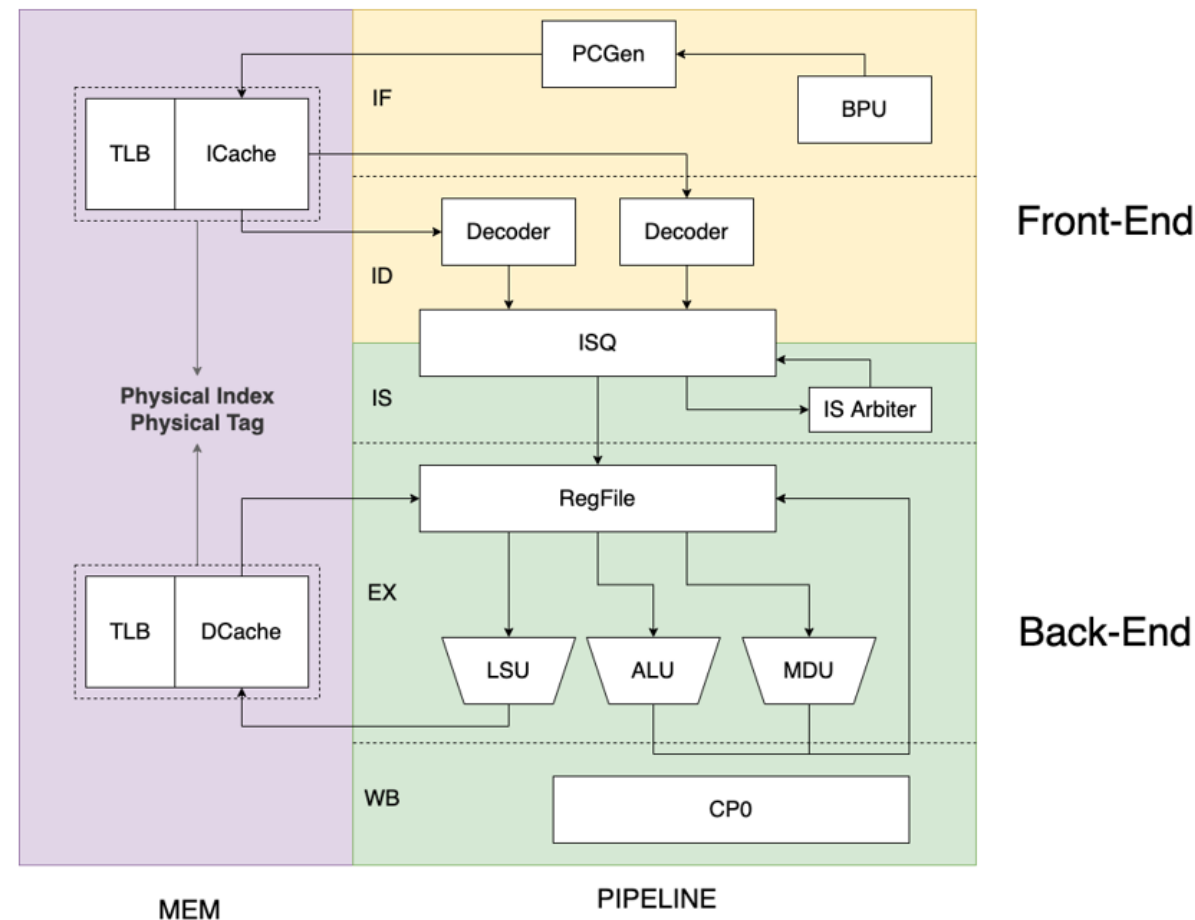 PCGen
BPU
IF
TLB
ICache
Decoder
Decoder
Front-End
ID
ISQ
IS
IS Arbiter
Physical Index
Physical Tag
RegFile
EX
TLB
DCache
LSU
ALU
MDU
Back-End
WB
CP0
MEM
PIPELINE